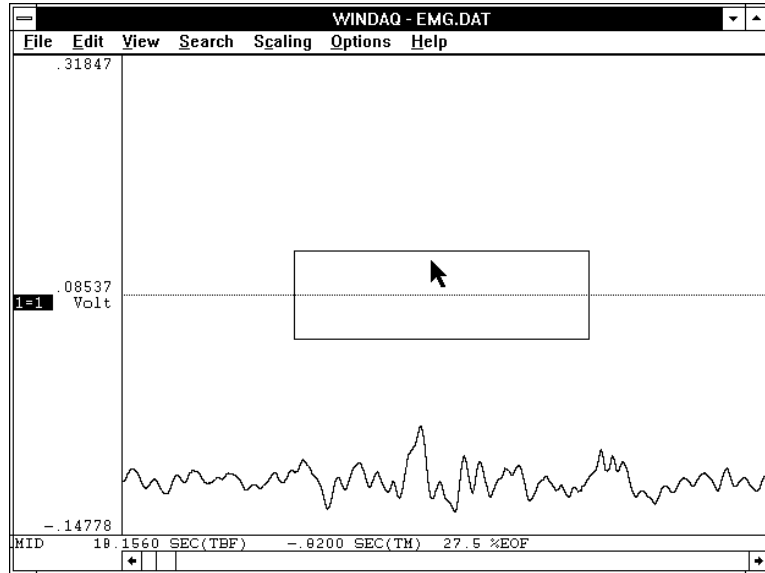 WINDAQ - EMG.DAT
File Edit View Search Scaling Options Help
.31847
.08537
1=1 Volt
-.14778
MID 18.1560 SEC(TBF) -.0200 SEC(TM) 27.5 %EOF